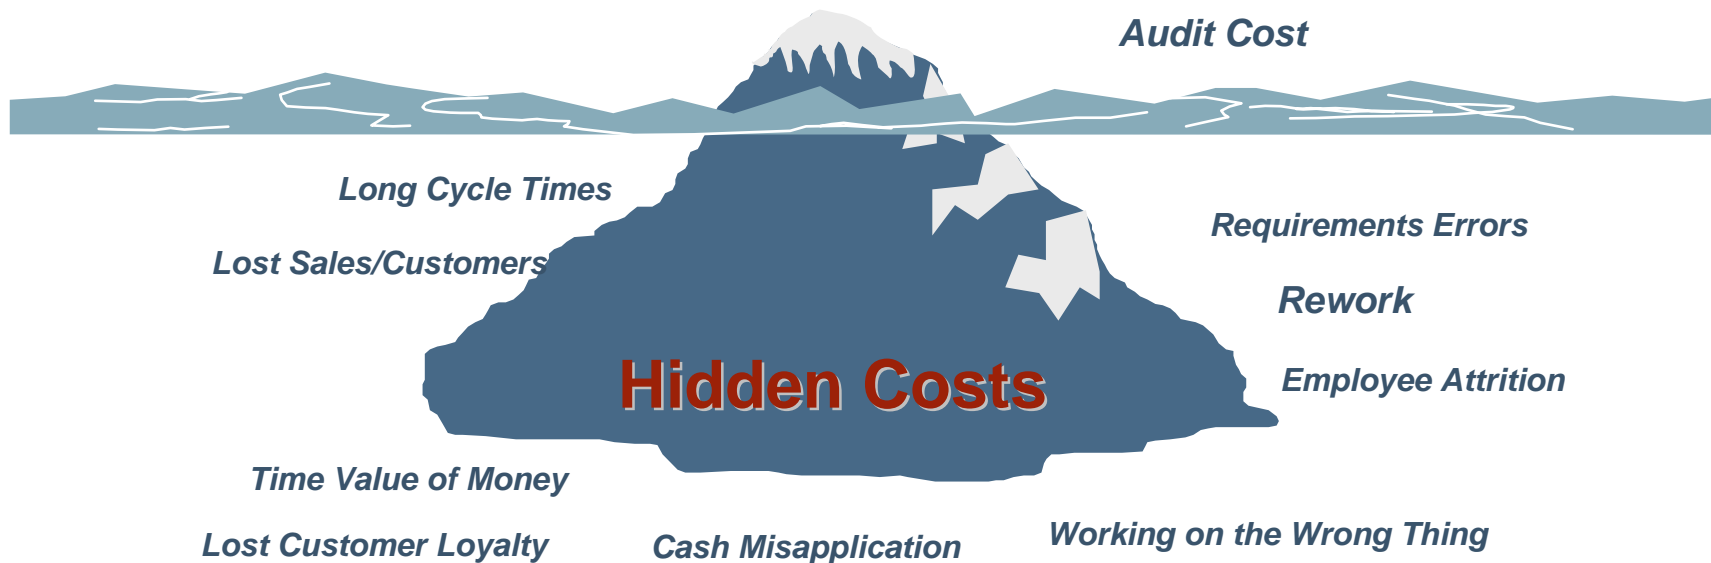 Audit Cost
Long Cycle Times
Requirements Errors
Lost Sales/Customers
Rework
Hidden Costs
Employee Attrition
Time Value of Money
Lost Customer Loyalty
Cash Misapplication
Working on the Wrong Thing